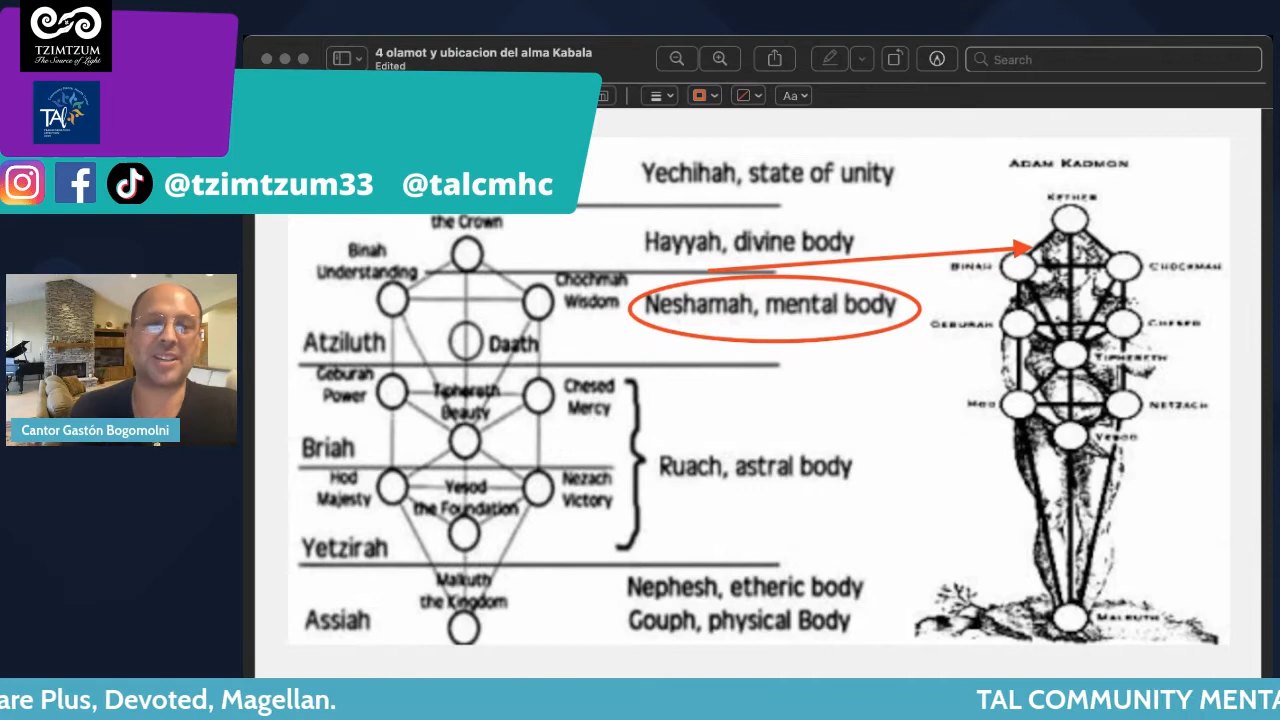 TZIMTZUM
The Source of Light
TAL
@tzimtzum33 @talcmhc
4 olamot y ubicacion del alma Kabala
Edited
Search
Aa
Yechihah, state of unity
Hayyah, divine body
Neshamah, mental body
Ruach, astral body
Nephesh, etheric body
Gouph, physical Body
the Crown
Binah
Understanding
Chochmah
Wisdom
Atziluth
Daath
Geburah
Power
Tiphereth
Beauty
Chesed
Mercy
Briah
Hod
Majesty
Yesod
the Foundation
Nezach
Victory
Yetzirah
Malkuth
the Kingdom
Assiah
ADAM KADMON
KETHER
BINAH
CHOCKMAH
GEBURAH
CHESED
TIPHERETH
HOD
NETZACH
YESOD
MALKUTH
Cantor Gastón Bogomolni
are Plus, Devoted, Magellan.
TAL COMMUNITY MENTA